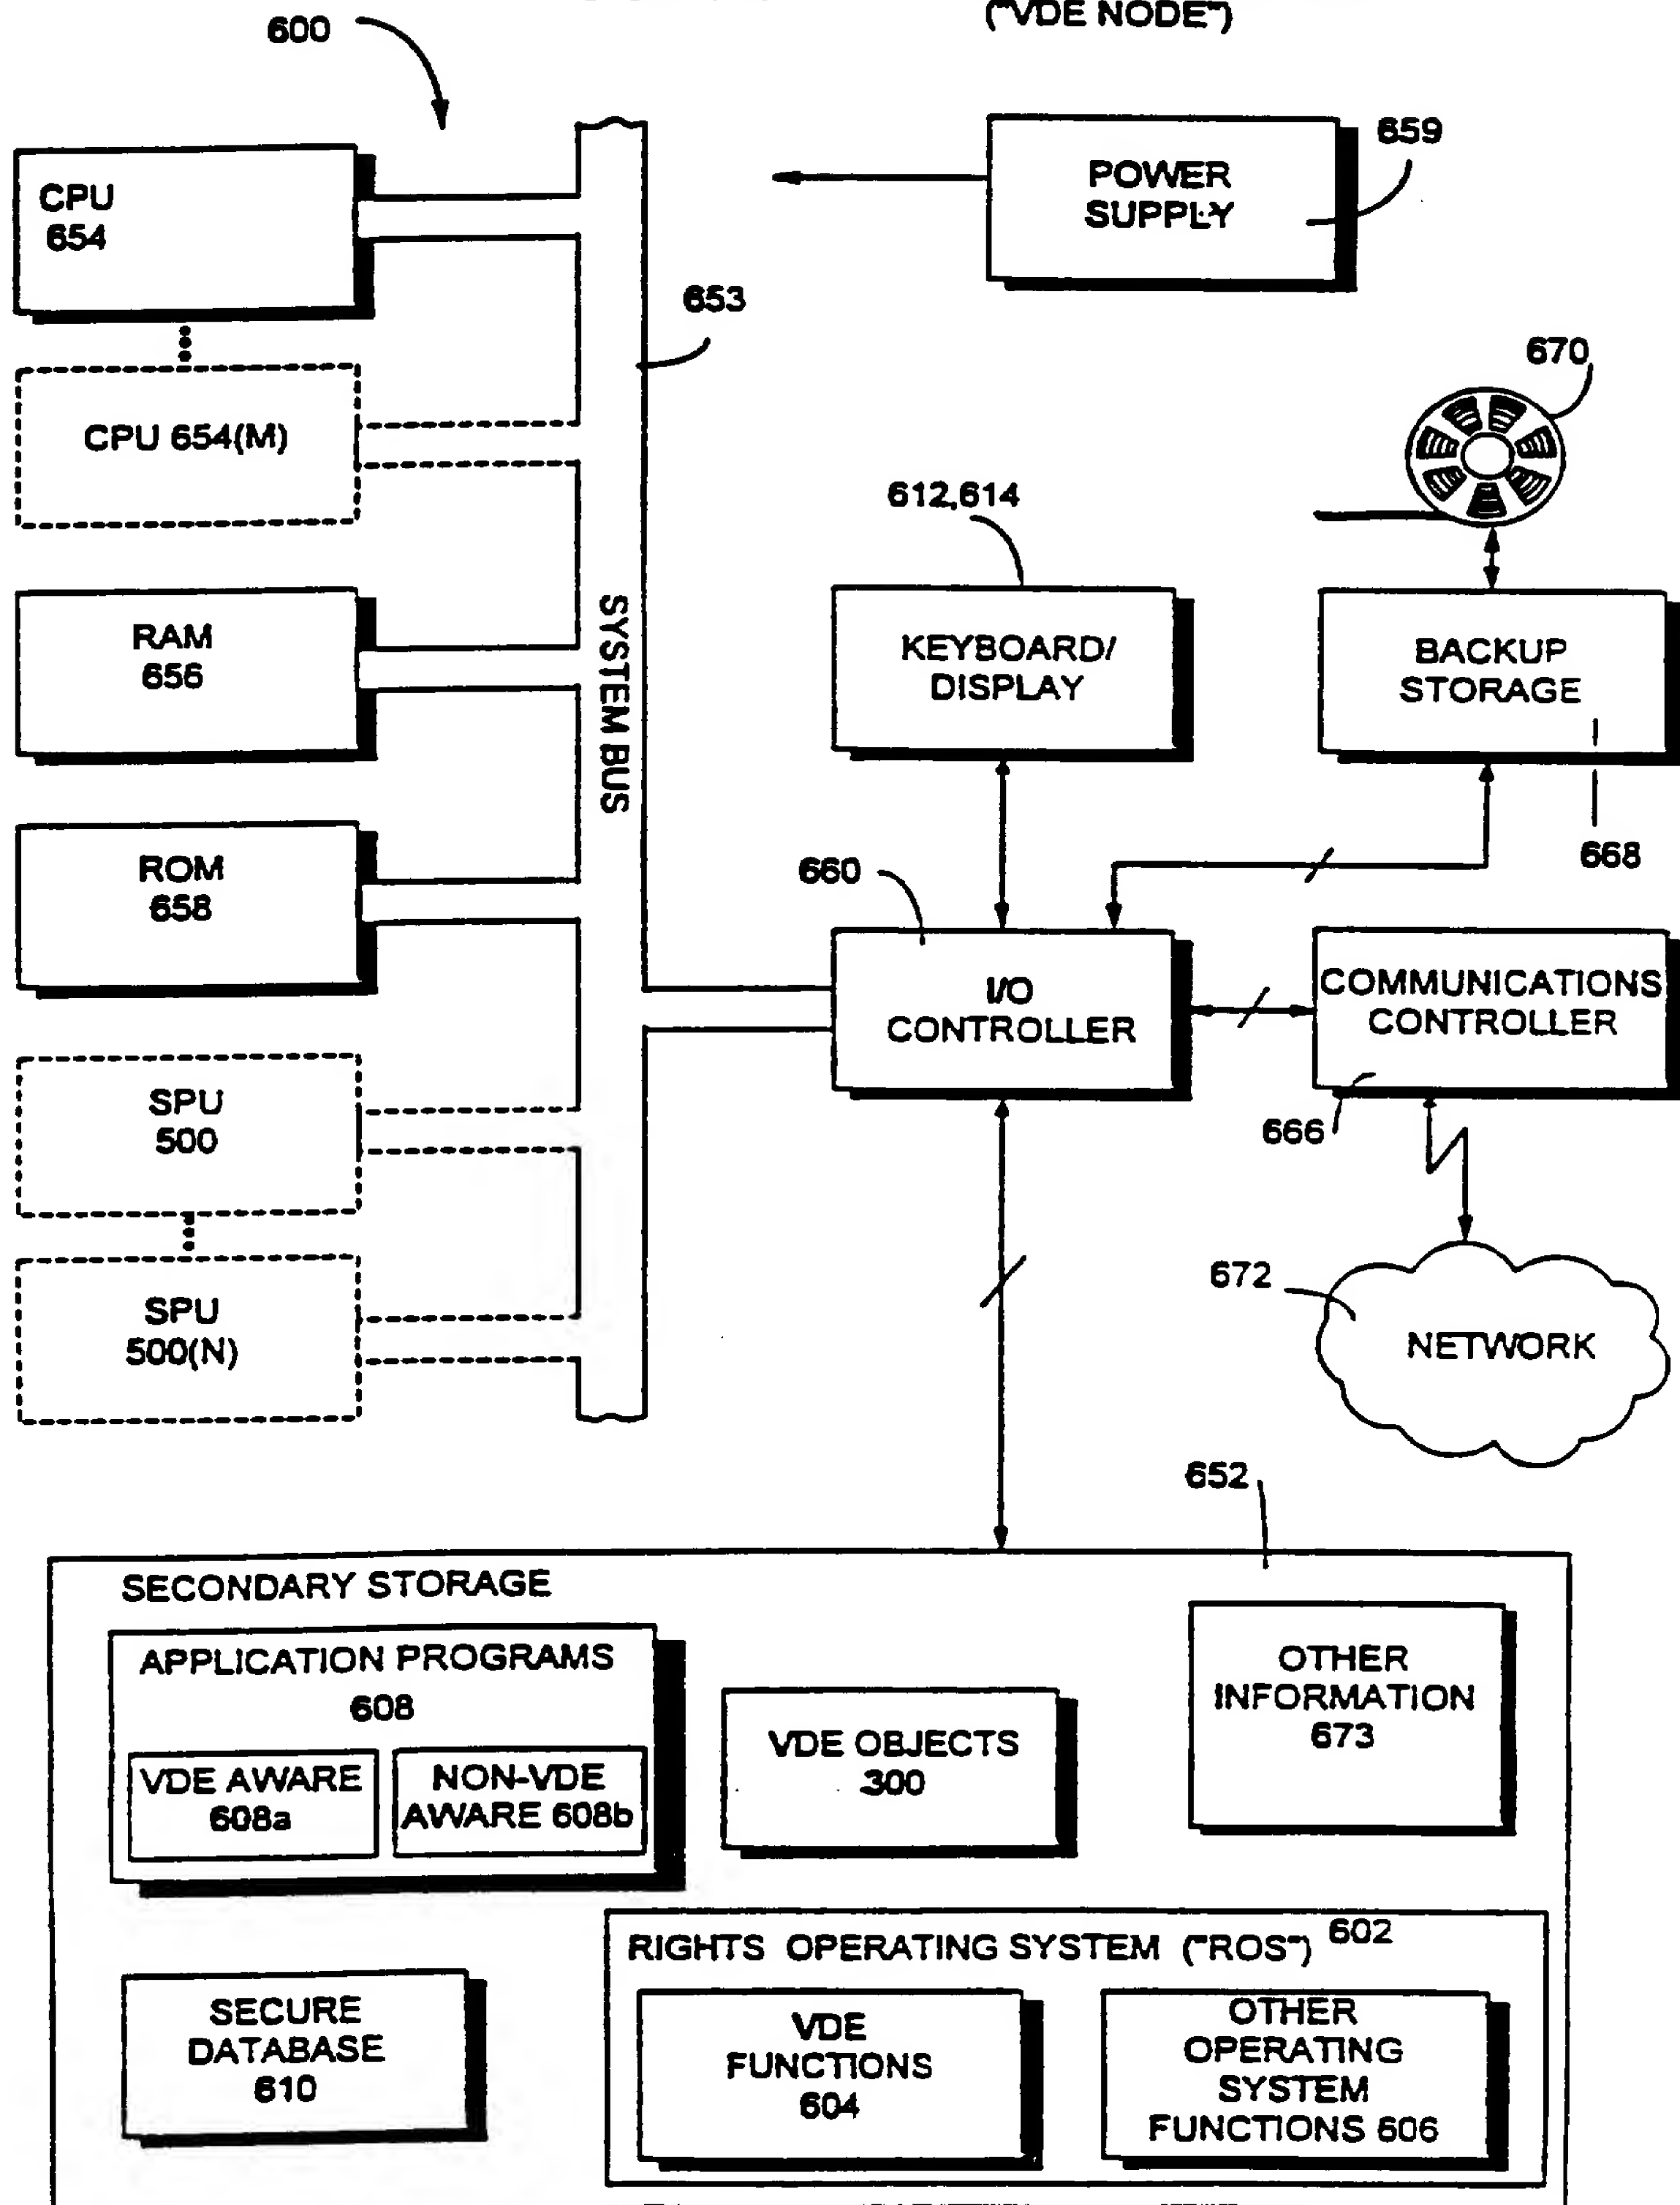 ("VDE NODE")
600
CPU
654
POWER
SUPPLY
659
653
CPU 654(M)
670
612,614
RAM
656
SYSTEM BUS
KEYBOARD/
DISPLAY
BACKUP
STORAGE
668
ROM
658
660
I/O
CONTROLLER
COMMUNICATIONS
CONTROLLER
666
SPU
500
SPU
500(N)
672
NETWORK
652
SECONDARY STORAGE
APPLICATION PROGRAMS
608
VDE AWARE
608a
NON-VDE
AWARE 608b
VDE OBJECTS
300
OTHER
INFORMATION
673
SECURE
DATABASE
610
RIGHTS OPERATING SYSTEM ("ROS") 602
VDE
FUNCTIONS
604
OTHER
OPERATING
SYSTEM
FUNCTIONS 606